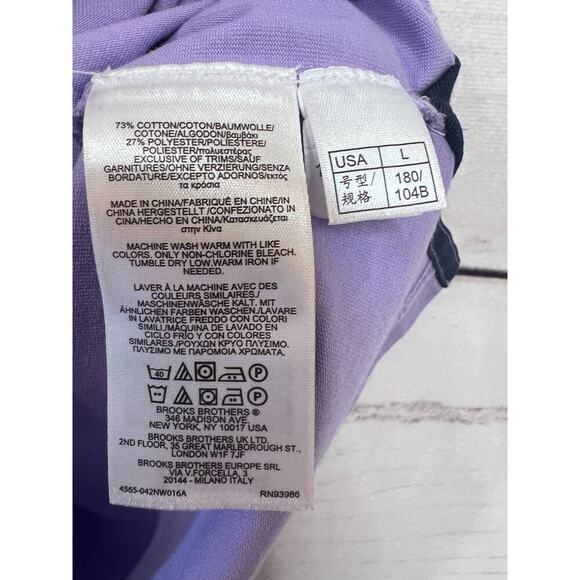 73% COTTON/COTON/BAUMWOLLE/
COTONE/ALGODON/βαμβάκι
27% POLYESTER/POLIESTERE/
POLIESTER/πολυεστέρας
EXCLUSIVE OF TRIMS/SAUF
GARNITURES/OHNE VERZIERUNG/SENZA
BORDATURE/EXCEPTO ADORNOS/εκτός
τα κρόσια
MADE IN CHINA/FABRIQUÉ EN CHINE/IN
CHINA HERGESTELLT /CONFEZIONATO IN
CINA/HECHO EN CHINA/Κατασκευάζεται
στην Κίνα
MACHINE WASH WARM WITH LIKE
COLORS. ONLY NON-CHLORINE BLEACH.
TUMBLE DRY LOW.WARM IRON IF
NEEDED.
LAVER À LA MACHINE AVEC DES
COULEURS SIMILAIRES./
MASCHINENWÄSCHE KALT. MIT
ÄHNLICHEN FARBEN WASCHEN./LAVARE
IN LAVATRICE FREDDO CON COLORI
SIMILI./MÁQUINA DE LAVADO EN
CICLO FRÍO Y CON COLORES
SIMILARES./ΡΟΥΧΩΝ ΚΡΥΟ ΠΛΥΣΙΜΟ.
ΠΛΥΣΙΜΟ ΜΕ ΠΑΡΟΜΟΙΑ ΧΡΩΜΑΤΑ.
40 P
40 P
BROOKS BROTHERS ®
346 MADISON AVE.
NEW YORK, NY 10017 USA
BROOKS BROTHERS UK LTD.
2ND FLOOR, 35 GREAT MARLBOROUGH ST.,
LONDON W1F 7JF
BROOKS BROTHERS EUROPE SRL
VIA V.FORCELLA, 3
20144 - MILANO ITALY
456S-042NW016A RN93986
USA L
号型/ 180/
规格 104B